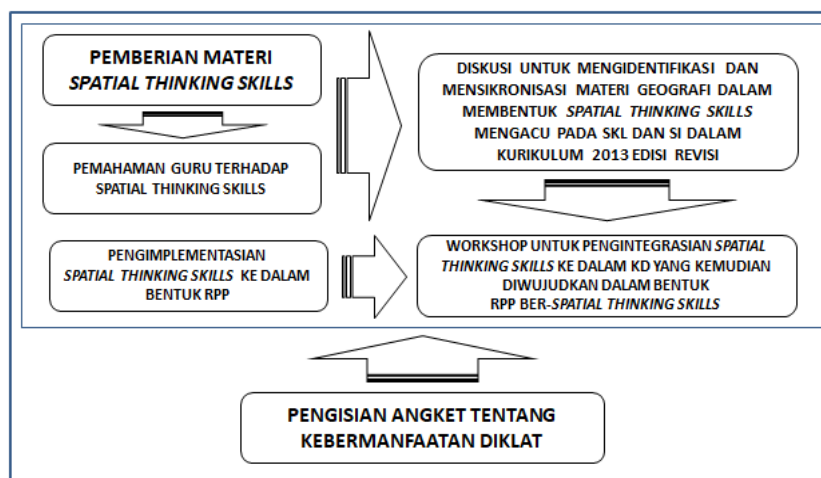 PEMBERIAN MATERI
SPATIAL THINKING SKILLS
PEMAHAMAN GURU TERHADAP
SPATIAL THINKING SKILLS
DISKUSI UNTUK MENGIDENTIFIKASI DAN
MENSIKRONISASI MATERI GEOGRAFI DALAM
MEMBENTUK SPATIAL THINKING SKILLS
MENGACU PADA SKL DAN SI DALAM
KURIKULUM 2013 EDISI REVISI
PENGIMPLEMENTASIAN
SPATIAL THINKING SKILLS KE DALAM
BENTUK RPP
WORKSHOP UNTUK PENGINTEGRASIAN SPATIAL
THINKING SKILLS KE DALAM KD YANG KEMUDIAN
DIWUJUDKAN DALAM BENTUK
RPP BER-SPATIAL THINKING SKILLS
PENGISIAN ANGKET TENTANG
KEBERMANFAATAN DIKLAT